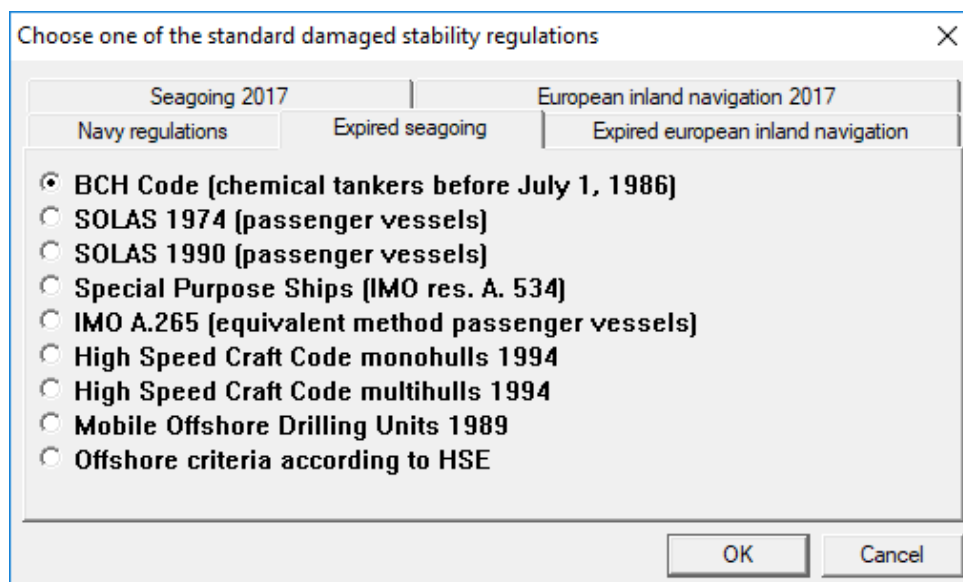 Choose one of the standard damaged stability regulations
Seagoing 2017
European inland navigation 2017
Navy regulations
Expired seagoing
Expired european inland navigation
BCH Code (chemical tankers before July 1, 1986)
SOLAS 1974 (passenger vessels)
SOLAS 1990 (passenger vessels)
Special Purpose Ships (IMO res. A. 534)
IMO A.265 (equivalent method passenger vessels)
High Speed Craft Code monohulls 1994
High Speed Craft Code multihulls 1994
Mobile Offshore Drilling Units 1989
Offshore criteria according to HSE
OK
Cancel